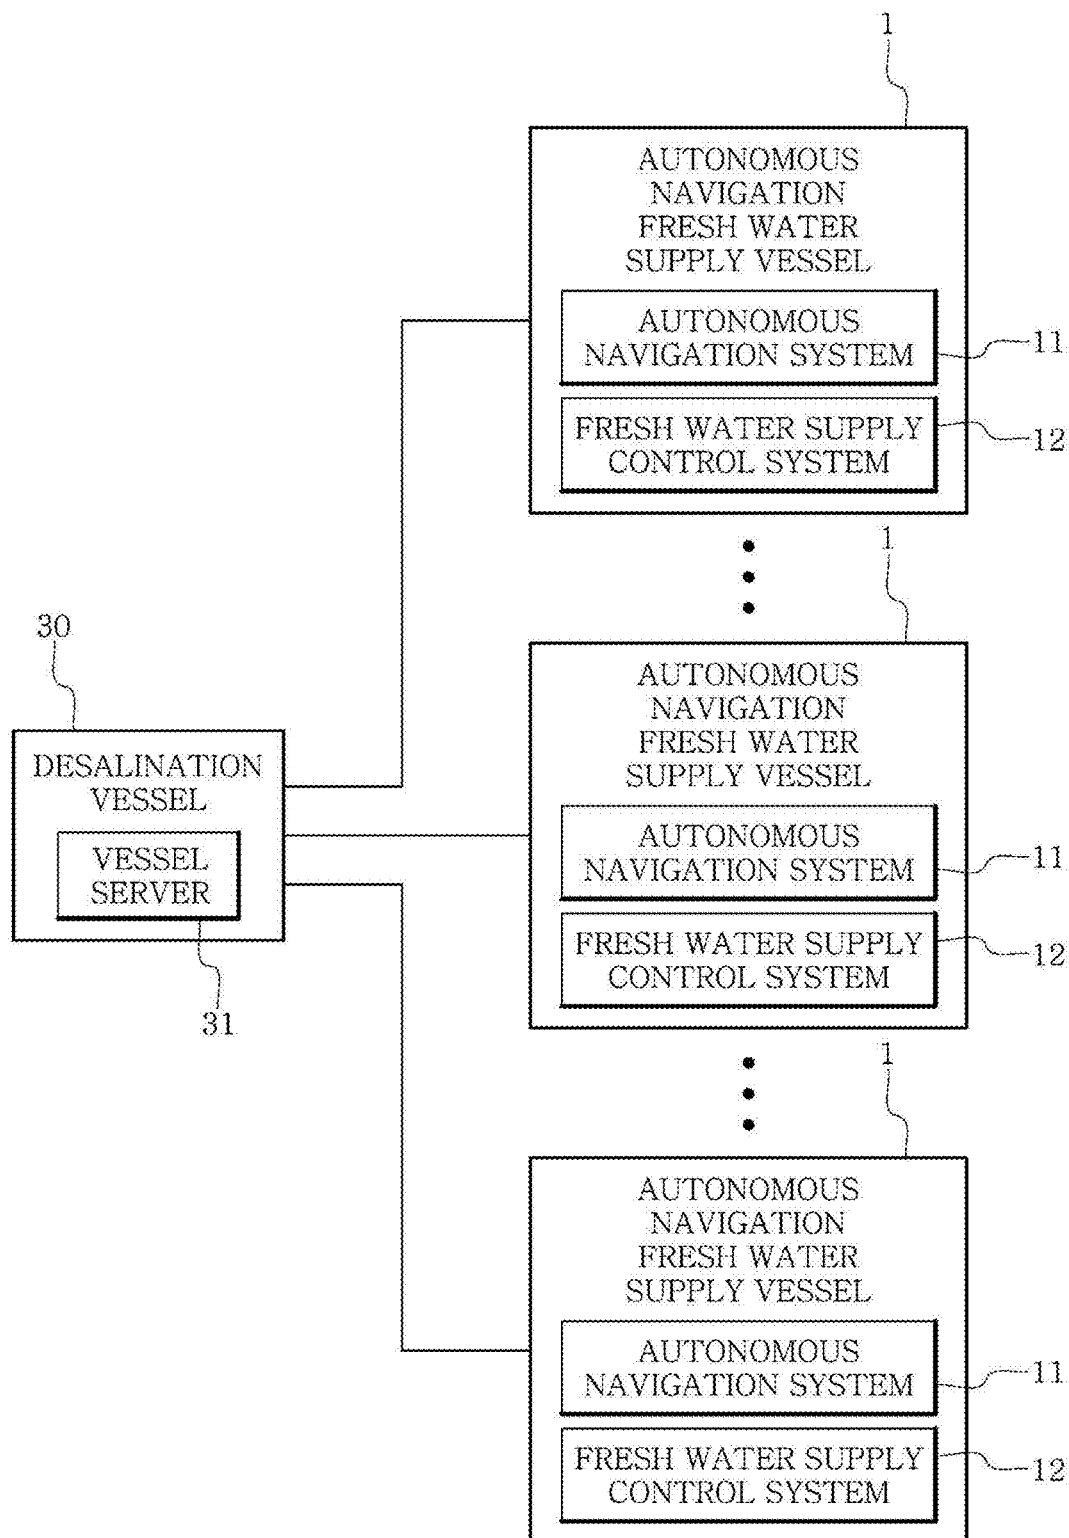 1
AUTONOMOUS
NAVIGATION
FRESH WATER
SUPPLY VESSEL
AUTONOMOUS
NAVIGATION SYSTEM
11
FRESH WATER SUPPLY
CONTROL SYSTEM
12
1
AUTONOMOUS
NAVIGATION
FRESH WATER
SUPPLY VESSEL
AUTONOMOUS
NAVIGATION SYSTEM
11
FRESH WATER SUPPLY
CONTROL SYSTEM
12
30
DESALINATION
VESSEL
VESSEL
SERVER
31
1
AUTONOMOUS
NAVIGATION
FRESH WATER
SUPPLY VESSEL
AUTONOMOUS
NAVIGATION SYSTEM
11
FRESH WATER SUPPLY
CONTROL SYSTEM
12